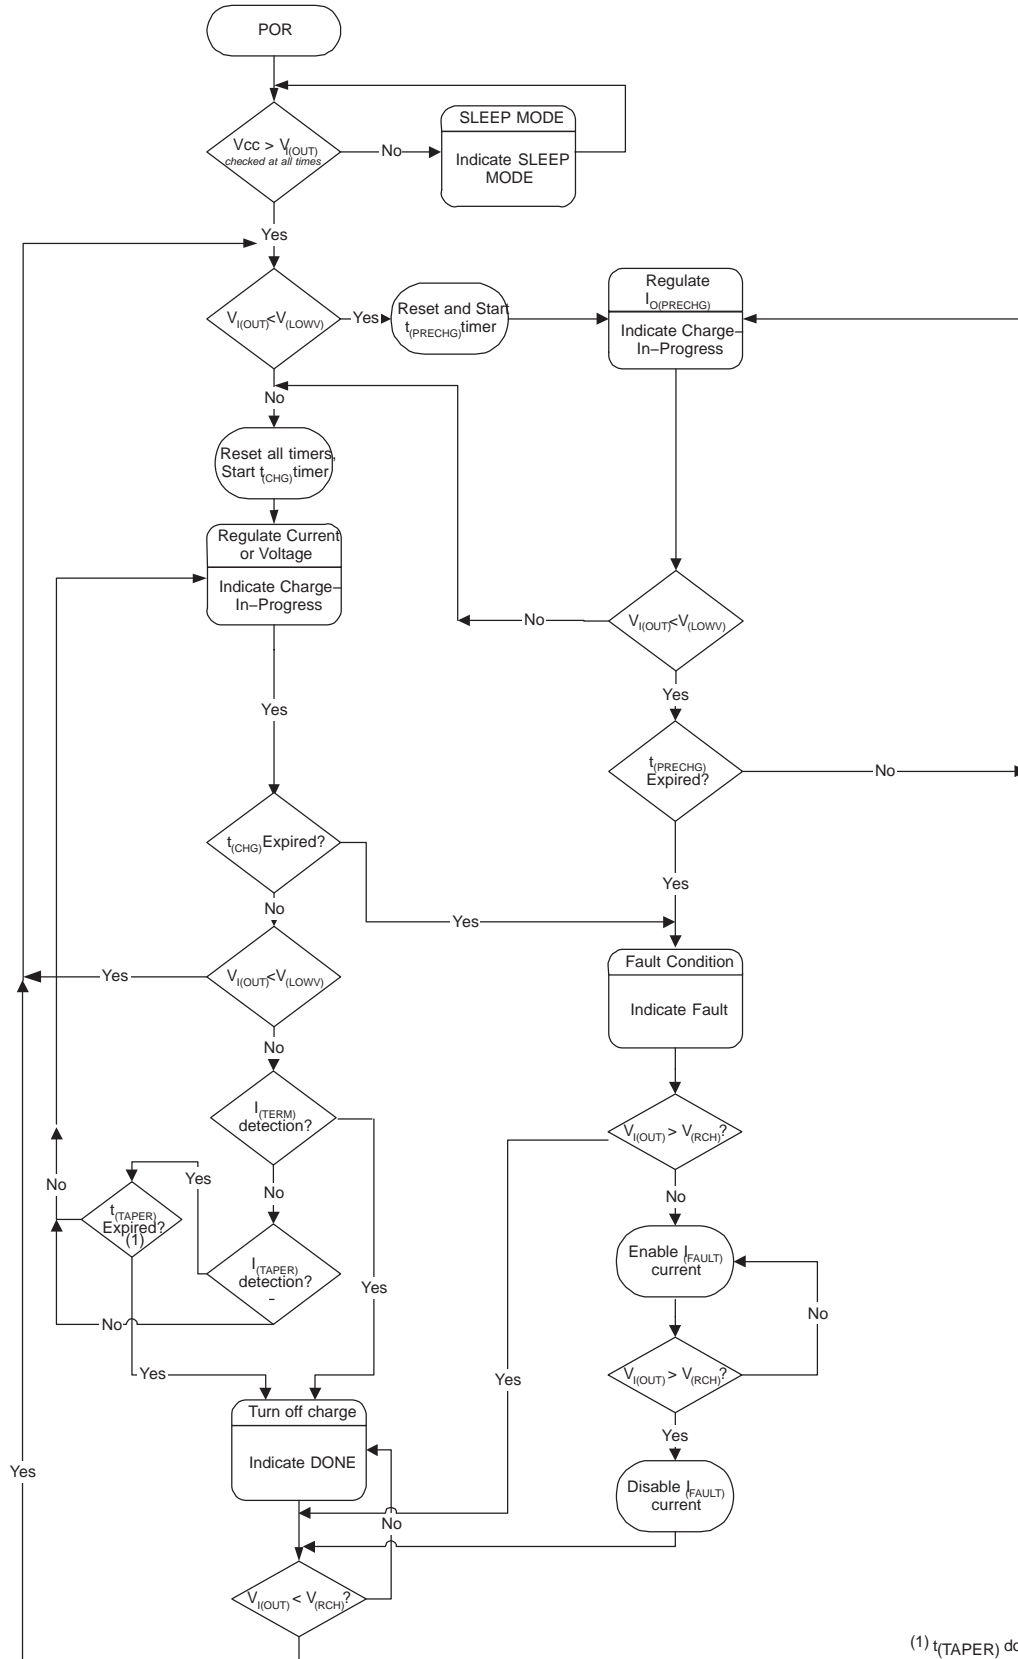 POR
SLEEP MODE
Vcc > VI(OUT)
checked at all times
No
Indicate SLEEP
MODE
Yes
Regulate
IO(PRECHG)
VI(OUT)<V(LOWV)
Yes
Reset and Start
t(PRECHG) timer
Indicate Charge–
In–Progress
No
Reset all timers,
Start t(CHG) timer
Regulate Current
or Voltage
Indicate Charge–
In–Progress
No
VI(OUT)<V(LOWV)
Yes
Yes
t(PRECHG)
Expired?
No
t(CHG) Expired?
Yes
No
Yes
Fault Condition
Yes
VI(OUT)<V(LOWV)
Indicate Fault
No
I(TERM)
detection?
VI(OUT) > V(RCH)?
Yes
No
No
No
t(TAPER)
Expired?
(1)
Enable I(FAULT)
current
I(TAPER)
detection?
-
Yes
No
No
Yes
Yes
VI(OUT) > V(RCH)?
Turn off charge
Yes
Indicate DONE
Yes
Disable I(FAULT)
current
No
VI(OUT) < V(RCH)?
(1) t(TAPER) do